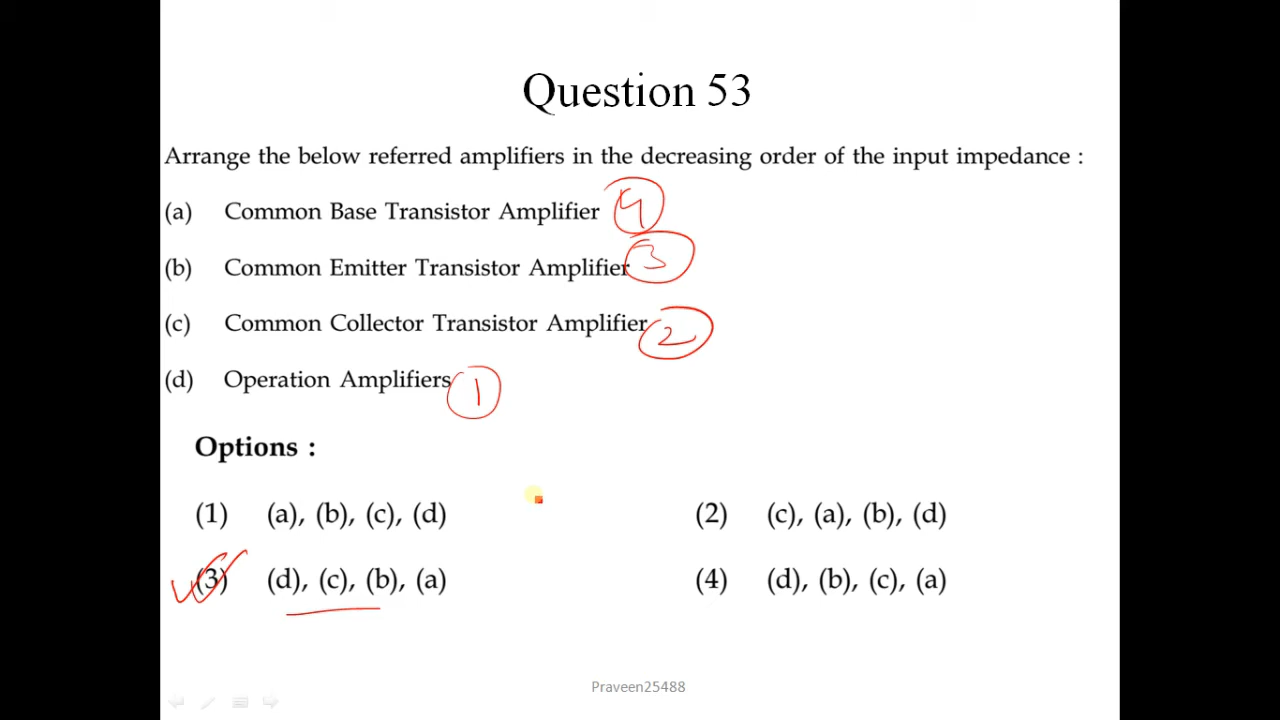 Question 53
Arrange the below referred amplifiers in the decreasing order of the input impedance :
(a) Common Base Transistor Amplifier 4
(b) Common Emitter Transistor Amplifier 3
(c) Common Collector Transistor Amplifier 2
(d) Operation Amplifiers 1
Options :
(1) (a), (b), (c), (d) (2) (c), (a), (b), (d)
(3) (d), (c), (b), (a) (4) (d), (b), (c), (a)
Praveen25488